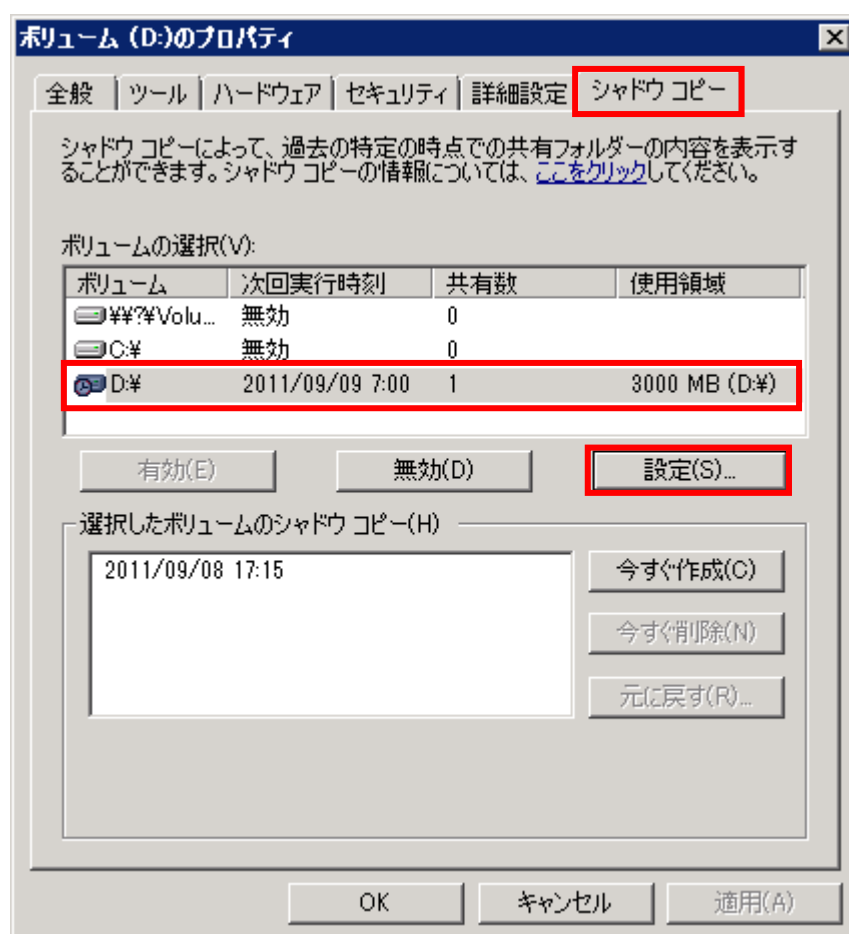 ボリューム (D:)のプロパティ
全般 ツール ハードウェア セキュリティ 詳細設定 シャドウ コピー
シャドウ コピーによって、過去の特定の時点での共有フォルダーの内容を表示す
ることができます。シャドウ コピーの情報については、ここをクリックしてください。
ボリュームの選択(V):
ボリューム 次回実行時刻 共有数 使用領域
¥¥?¥Volu... 無効 0
C:¥ 無効 0
D:¥ 2011/09/09 7:00 1 3000 MB (D:¥)
有効(E) 無効(D) 設定(S)...
選択したボリュームのシャドウ コピー(H)
2011/09/08 17:15
今すぐ作成(C)
今すぐ削除(N)
元に戻す(R)...
OK キャンセル 適用(A)